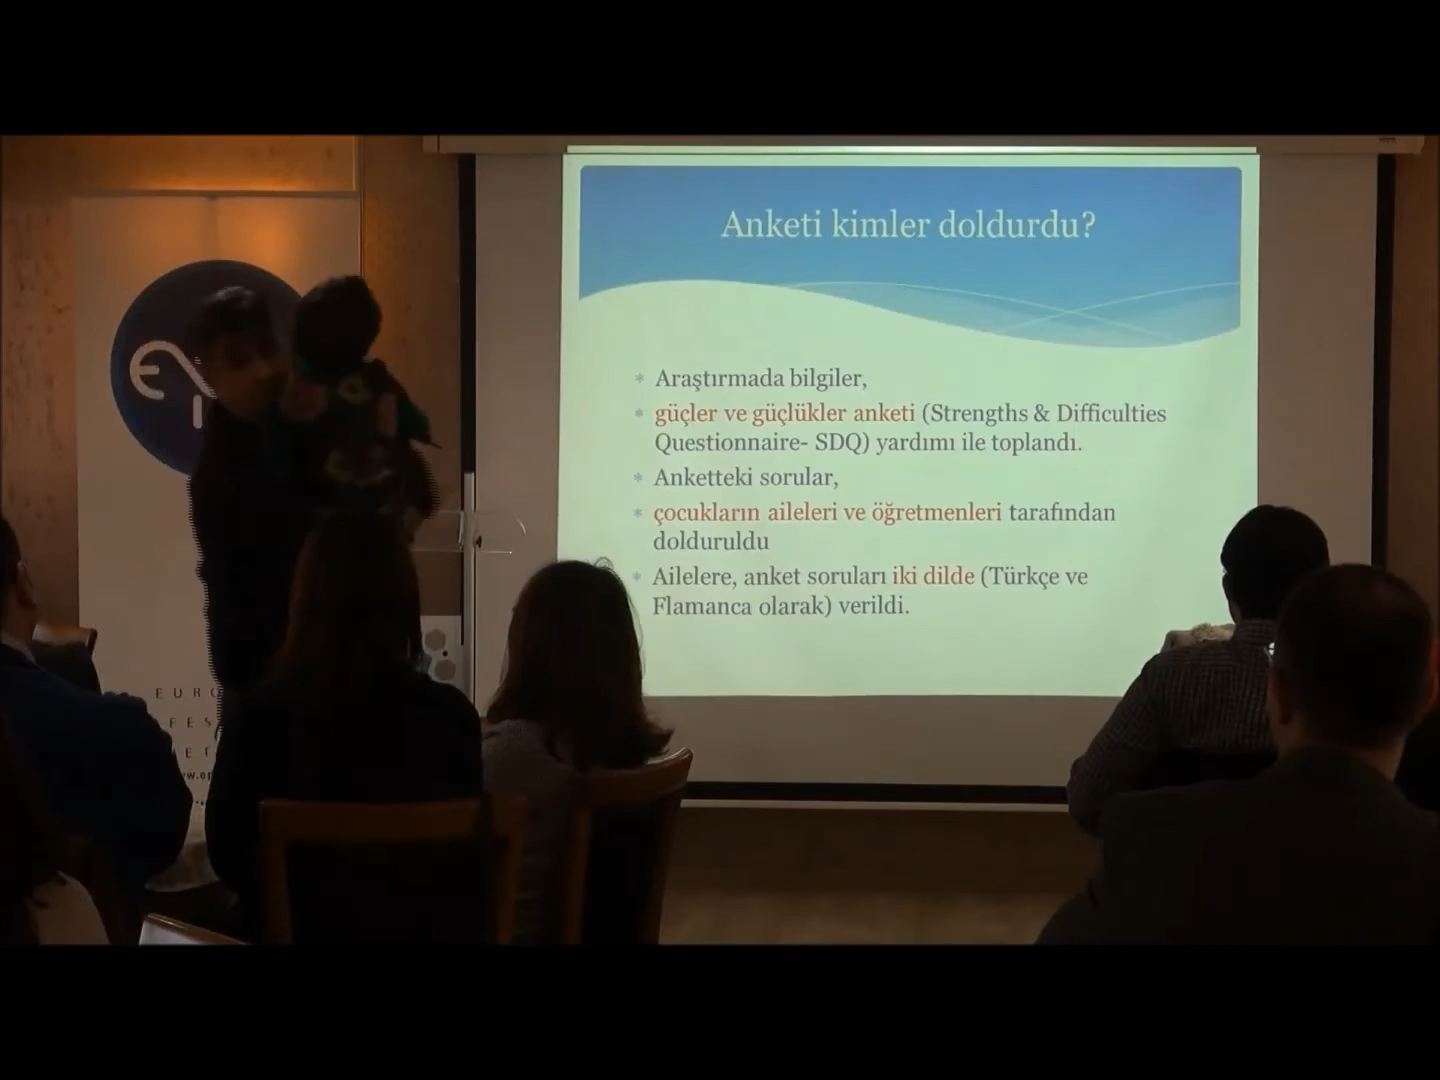 Anketi kimler doldurdu?
* Araştırmada bilgiler,
* güçler ve güçlükler anketi (Strengths & Difficulties
Questionnaire- SDQ) yardımı ile toplandı.
* Anketteki sorular,
* çocukların aileleri ve öğretmenleri tarafından
dolduruldu
* Ailelere, anket soruları iki dilde (Türkçe ve
Flamanca olarak) verildi.